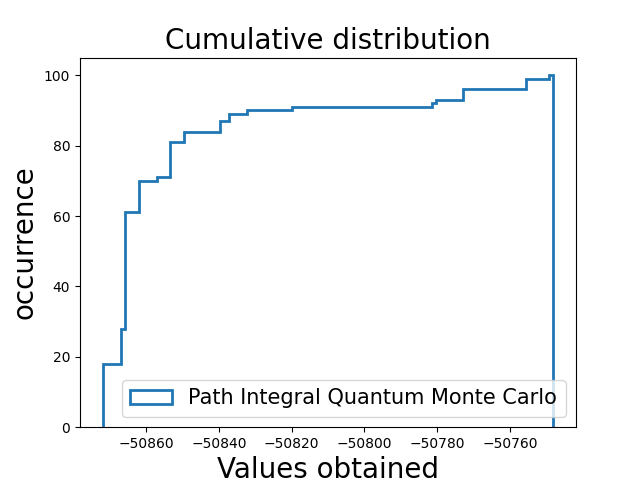 Cumulative distribution
occurrence
100
80
60
40
20
0
Path Integral Quantum Monte Carlo
−50860 −50840 −50820 −50800 −50780 −50760
Values obtained